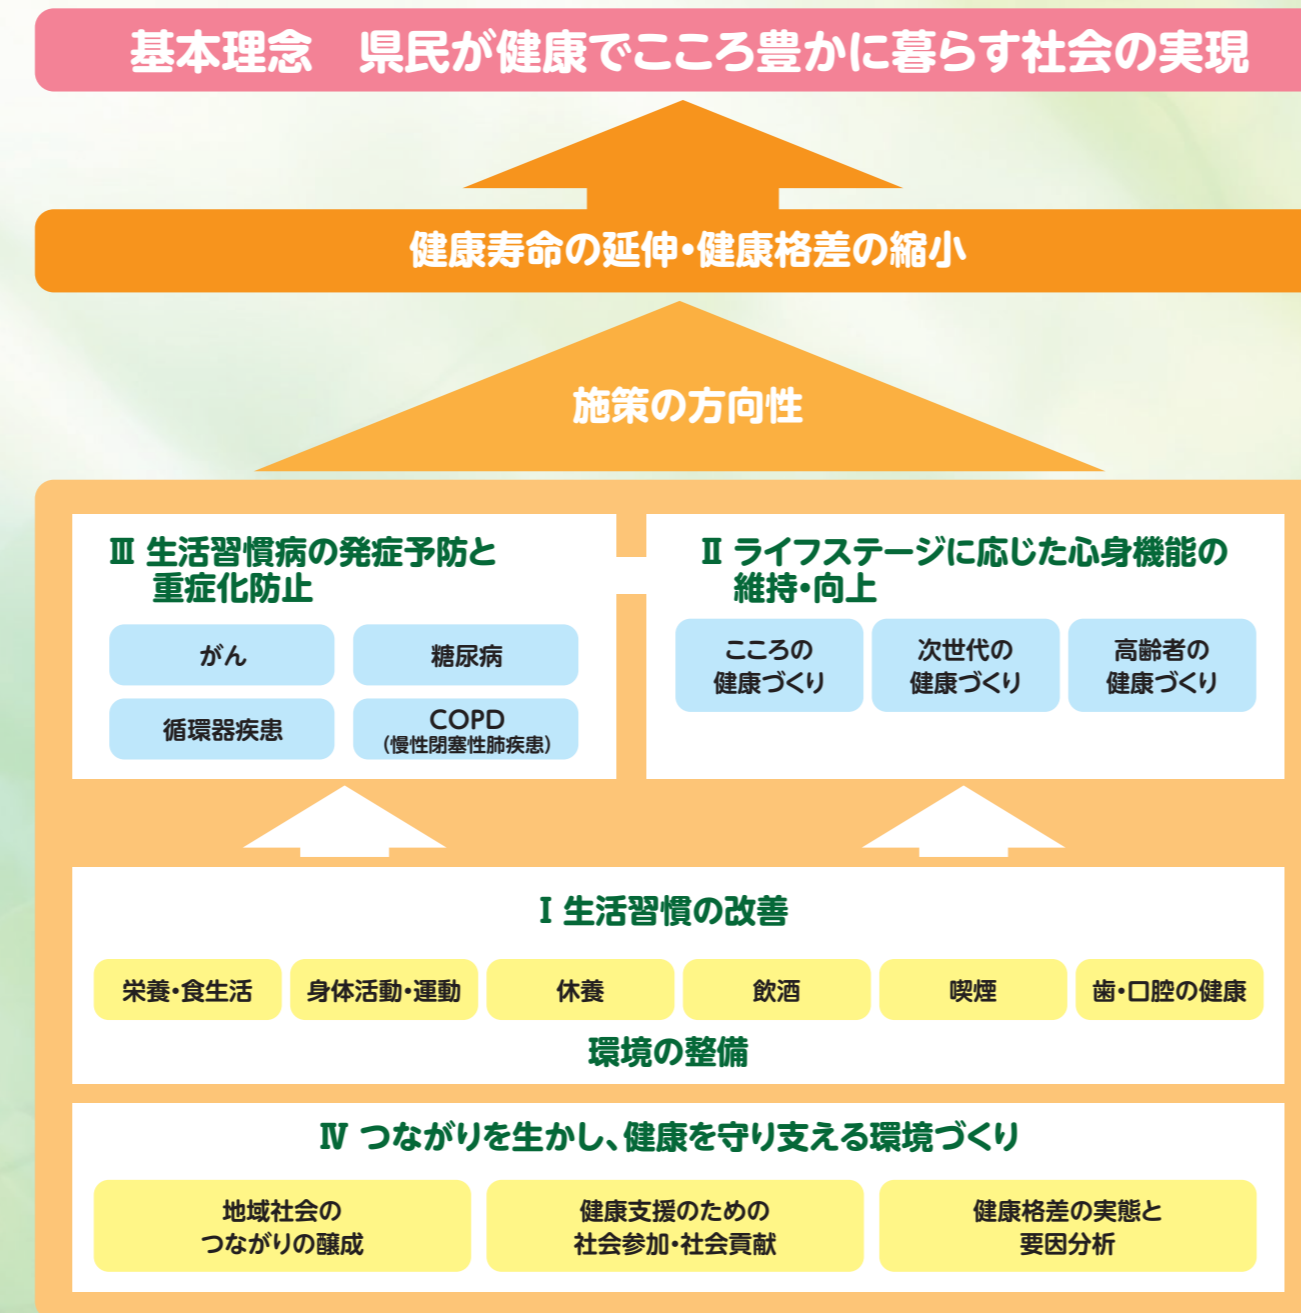 基本理念　県民が健康でこころ豊かに暮らす社会の実現
健康寿命の延伸・健康格差の縮小
施策の方向性
Ⅲ 生活習慣病の発症予防と
重症化防止
がん
糖尿病
循環器疾患
COPD
(慢性閉塞性肺疾患)
Ⅱ ライフステージに応じた心身機能の
維持・向上
こころの
健康づくり
次世代の
健康づくり
高齢者の
健康づくり
Ⅰ 生活習慣の改善
栄養・食生活
身体活動・運動
休養
飲酒
喫煙
歯・口腔の健康
環境の整備
Ⅳ つながりを生かし、健康を守り支える環境づくり
地域社会の
つながりの醸成
健康支援のための
社会参加・社会貢献
健康格差の実態と
要因分析